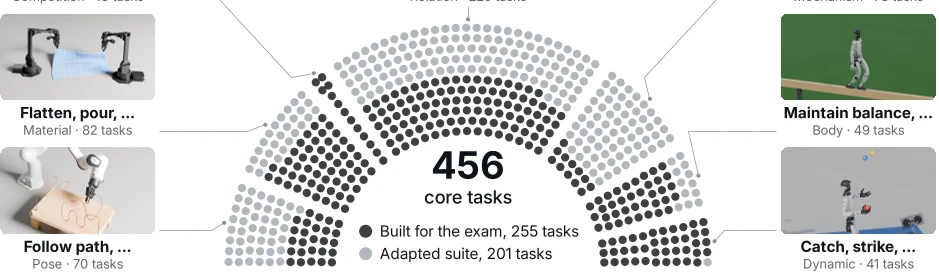 Flatten, pour, ...
Material · 82 tasks
Follow path, ...
Pose · 70 tasks
456
core tasks
Built for the exam, 255 tasks
Adapted suite, 201 tasks
Maintain balance, ...
Body · 49 tasks
Catch, strike, ...
Dynamic · 41 tasks